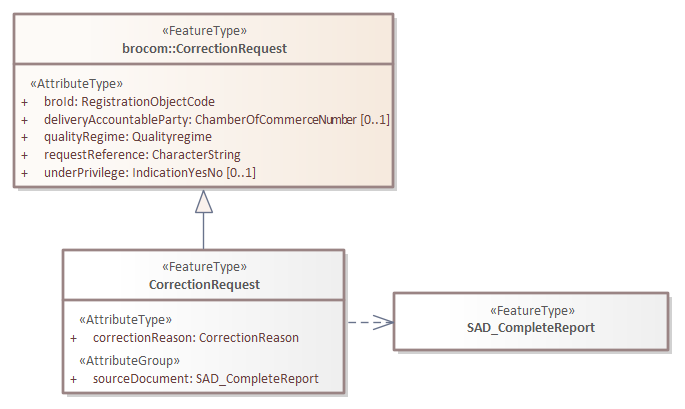 «FeatureType»
brocom::CorrectionRequest
«AttributeType»
+ broId: RegistrationObjectCode
+ deliveryAccountableParty: ChamberOfCommerceNumber [0..1]
+ qualityRegime: Qualityregime
+ requestReference: CharacterString
+ underPrivilege: IndicationYesNo [0..1]
«FeatureType»
CorrectionRequest
«AttributeType»
+ correctionReason: CorrectionReason
«AttributeGroup»
+ sourceDocument: SAD_CompleteReport
«FeatureType»
SAD_CompleteReport